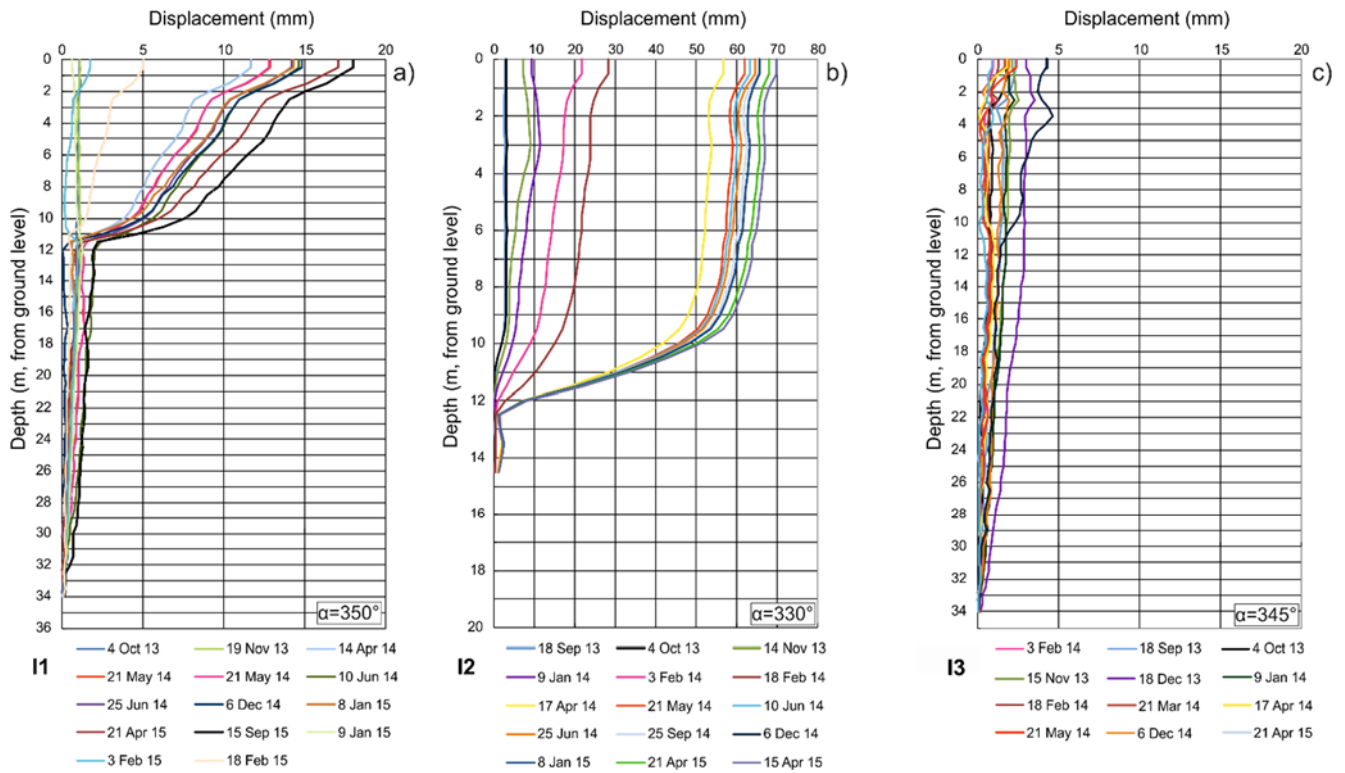 Displacement (mm)
0 5 10 15 20
a)
Depth (m, from ground level)
0
2
4
6
8
10
12
14
16
18
20
22
24
26
28
30
32
34
36
α=350°
I1
4 Oct 13 19 Nov 13 14 Apr 14
21 May 14 21 May 14 10 Jun 14
25 Jun 14 6 Dec 14 8 Jan 15
21 Apr 15 15 Sep 15 9 Jan 15
3 Feb 15 18 Feb 15
Displacement (mm)
0 10 20 30 40 50 60 70 80
b)
Depth (m, from ground level)
0
2
4
6
8
10
12
14
16
18
20
α=330°
I2
18 Sep 13 4 Oct 13 14 Nov 13
9 Jan 14 3 Feb 14 18 Feb 14
17 Apr 14 21 May 14 10 Jun 14
25 Jun 14 25 Sep 14 6 Dec 14
8 Jan 15 21 Apr 15 15 Apr 15
Displacement (mm)
0 5 10 15 20
c)
Depth (m, from ground level)
0
2
4
6
8
10
12
14
16
18
20
22
24
26
28
30
32
34
α=345°
I3
3 Feb 14 18 Sep 13 4 Oct 13
15 Nov 13 18 Dec 13 9 Jan 14
18 Feb 14 21 Mar 14 17 Apr 14
21 May 14 6 Dec 14 21 Apr 15